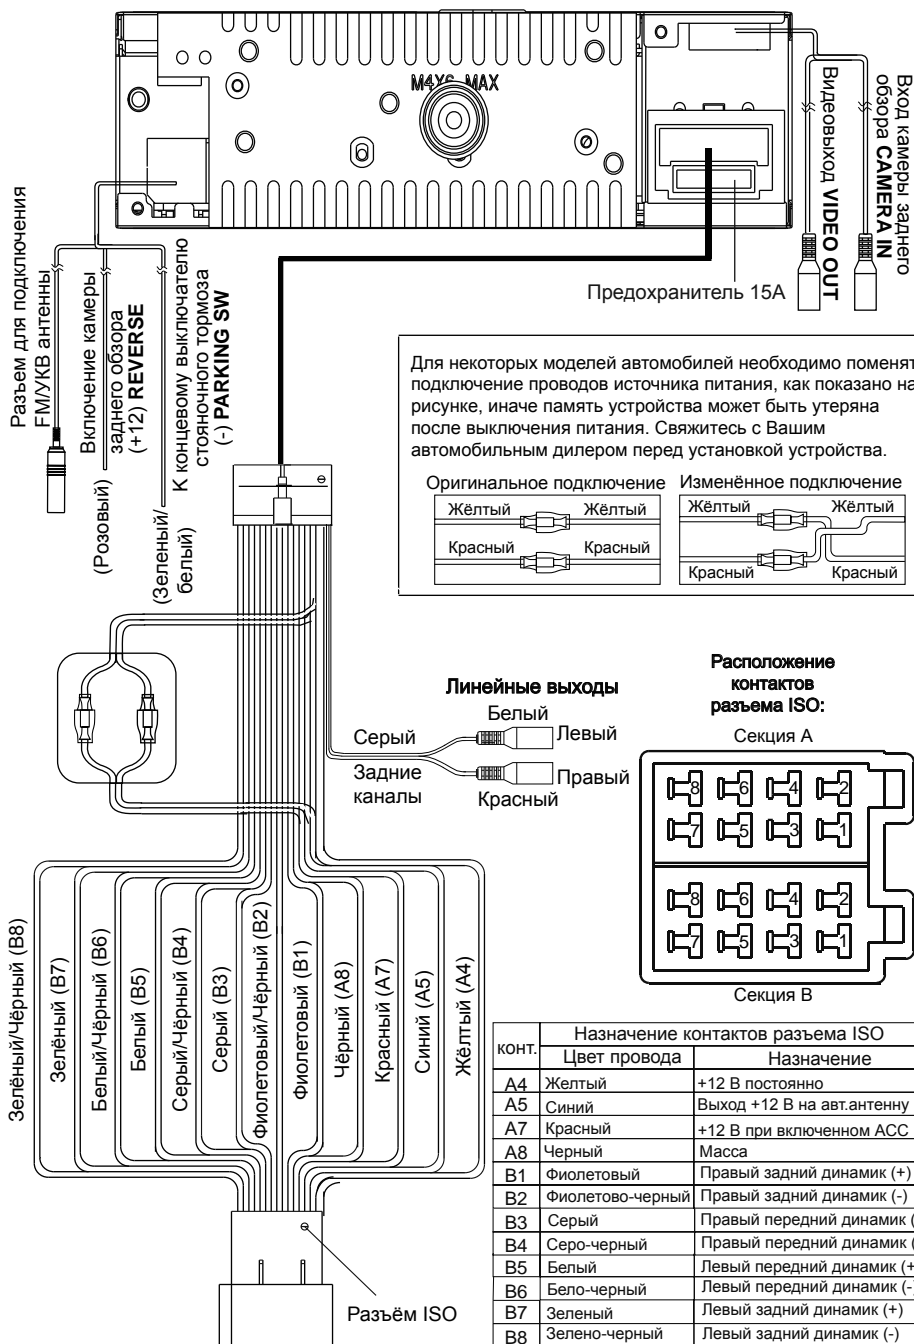 M4X6 MAX
Вход камеры заднего
обзора CAMERA IN
Видеовыход VIDEO OUT
Предохранитель 15А
Разъем для подключения
FM/УКВ антенны
Включение камеры
заднего обзора
(+12) REVERSE
(Розовый)
К концевому выключателю
стояночного тормоза
(-) PARKING SW
(Зеленый/
белый)
Для некоторых моделей автомобилей необходимо поменят
подключение проводов источника питания, как показано на
рисунке, иначе память устройства может быть утеряна
после выключения питания. Свяжитесь с Вашим
автомобильным дилером перед установкой устройства.
Оригинальное подключение
Изменённое подключение
Жёлтый Жёлтый
Красный Красный
Жёлтый Жёлтый
Красный Красный
Линейные выходы
Белый
Левый
Серый
Задние
каналы
Правый
Красный
Расположение
контактов
разъема ISO:
Секция А
8 6 4 2
7 5 3 1
8 6 4 2
7 5 3 1
Секция В
Зелёный/Чёрный (B8)
Зелёный (B7)
Белый/Чёрный (B6)
Белый (B5)
Серый/Чёрный (B4)
Серый (B3)
Фиолетовый/Чёрный (B2)
Фиолетовый (B1)
Чёрный (A8)
Красный (A7)
Синий (A5)
Жёлтый (A4)
Разъём ISO
конт. Назначение контактов разъема ISO
Цвет провода Назначение
A4 Желтый +12 В постоянно
A5 Синий Выход +12 В на авт.антенну
A7 Красный +12 В при включенном ACC
A8 Черный Масса
B1 Фиолетовый Правый задний динамик (+)
B2 Фиолетово-черный Правый задний динамик (-)
B3 Серый Правый передний динамик (
B4 Серо-черный Правый передний динамик (
B5 Белый Левый передний динамик (+
B6 Бело-черный Левый передний динамик (-)
B7 Зеленый Левый задний динамик (+)
B8 Зелено-черный Левый задний динамик (-)